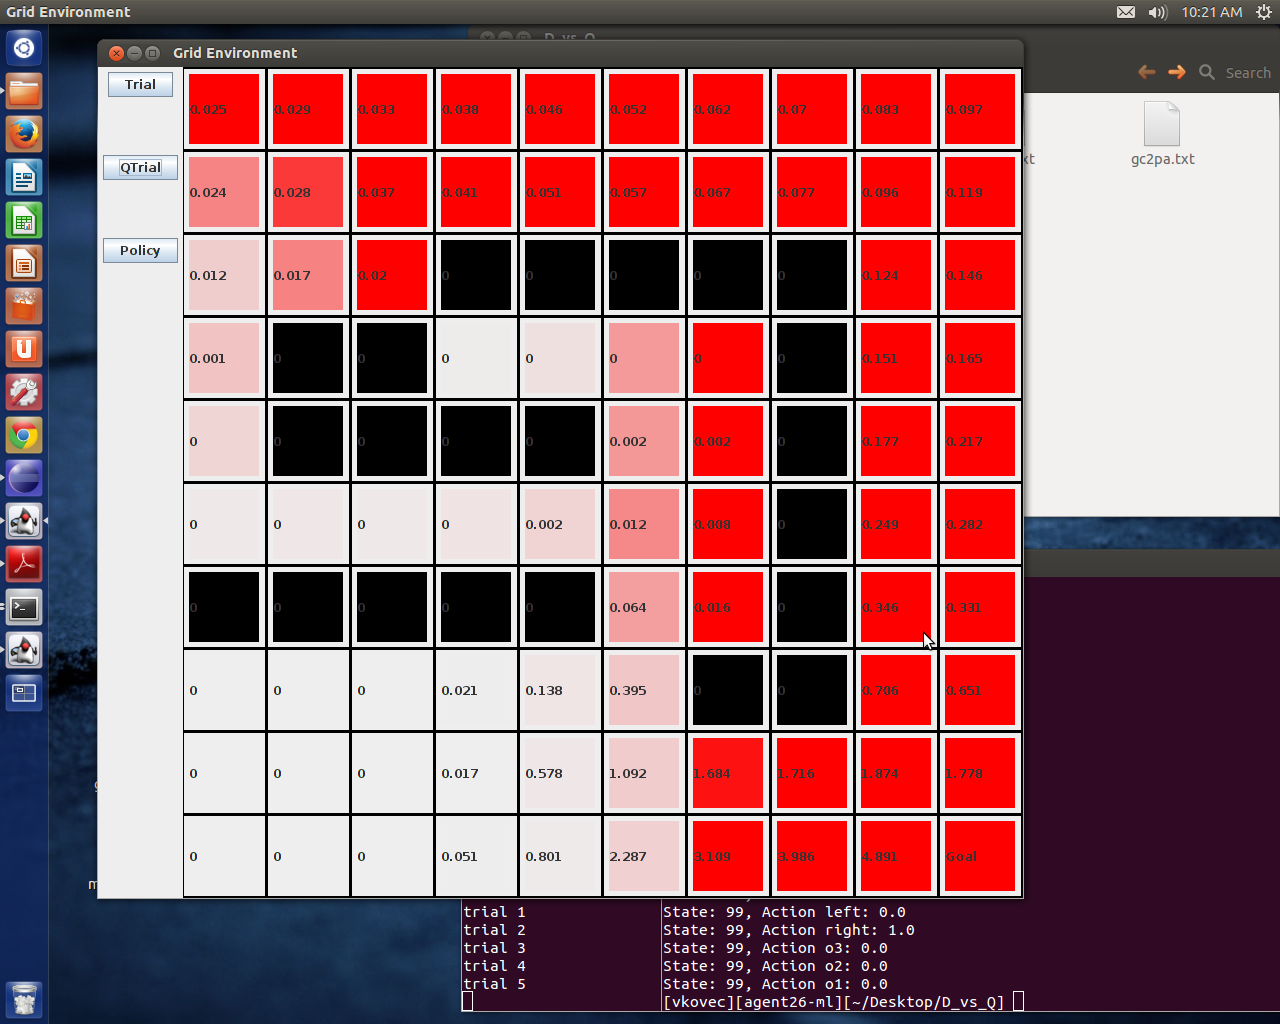 Grid Environment
10:21 AM
D_vs_Q
Grid Environment
Search
Trial
QTrial
Policy
0.025 0.029 0.033 0.038 0.046 0.052 0.062 0.07 0.083 0.097
0.024 0.028 0.037 0.041 0.051 0.057 0.067 0.077 0.096 0.119
0.012 0.017 0.02 0 0 0 0 0 0.124 0.146
0.001 0 0 0 0 0 0 0 0.151 0.165
0 0 0 0 0 0.002 0.002 0 0.177 0.217
0 0 0 0 0.002 0.012 0.008 0 0.249 0.282
0 0 0 0 0 0.064 0.016 0 0.346 0.331
0 0 0 0.021 0.138 0.395 0 0 0.706 0.651
0 0 0 0.017 0.578 1.092 1.684 1.716 1.874 1.778
0 0 0 0.051 0.801 2.287 3.109 3.986 4.891 Goal
xt
gc2pa.txt
m
trial 1
trial 2
trial 3
trial 4
trial 5
State: 99, Action left: 0.0
State: 99, Action right: 1.0
State: 99, Action o3: 0.0
State: 99, Action o2: 0.0
State: 99, Action o1: 0.0
[vkovec][agent26-ml][~/Desktop/D_vs_Q]